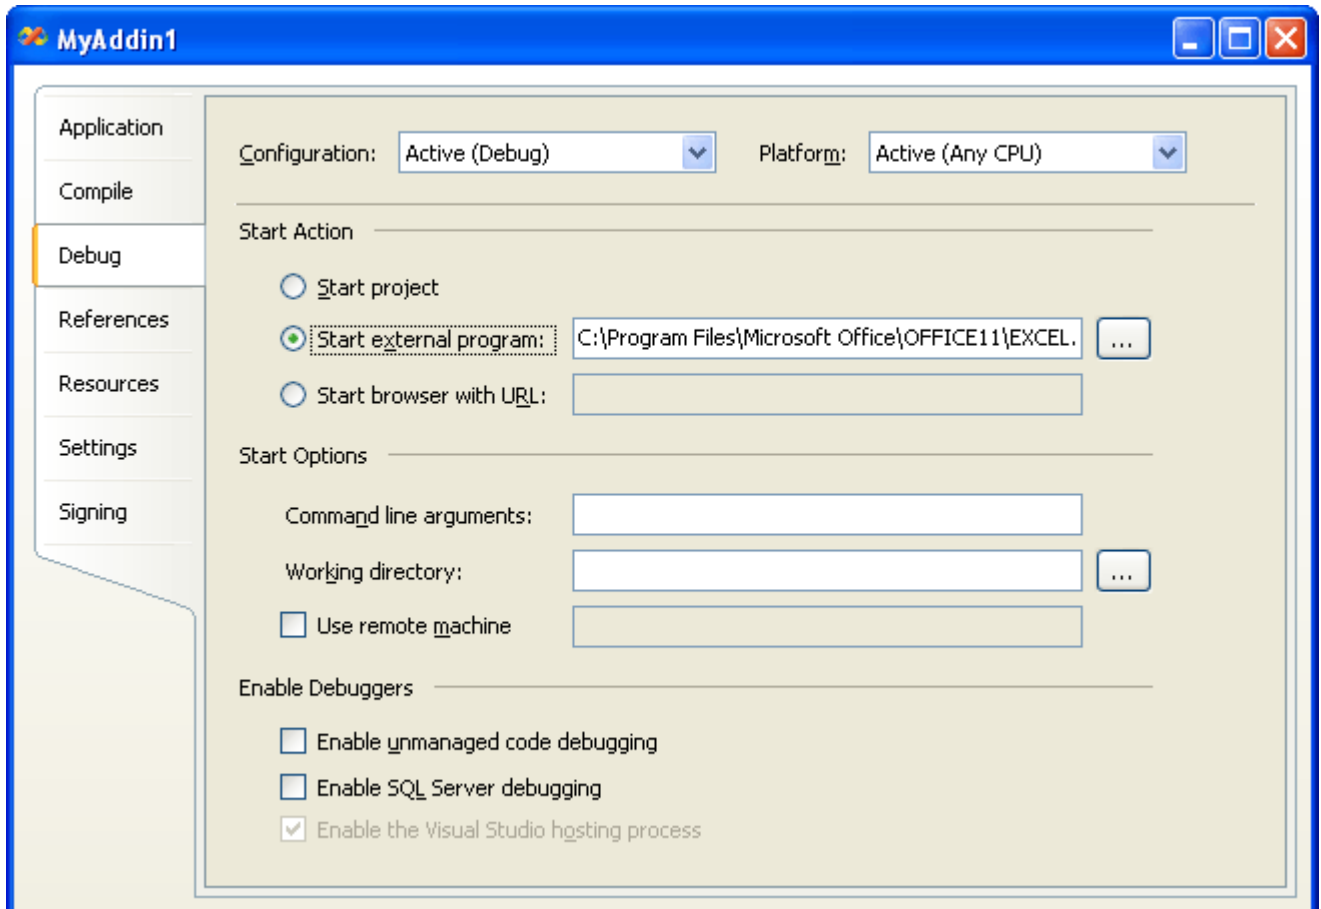 MyAddin1
Application
Compile
Debug
References
Resources
Settings
Signing
Configuration: Active (Debug) Platform: Active (Any CPU)
Start Action
Start project
Start external program: C:\Program Files\Microsoft Office\OFFICE11\EXCEL. ...
Start browser with URL:
Start Options
Command line arguments:
Working directory: ...
Use remote machine
Enable Debuggers
Enable unmanaged code debugging
Enable SQL Server debugging
Enable the Visual Studio hosting process